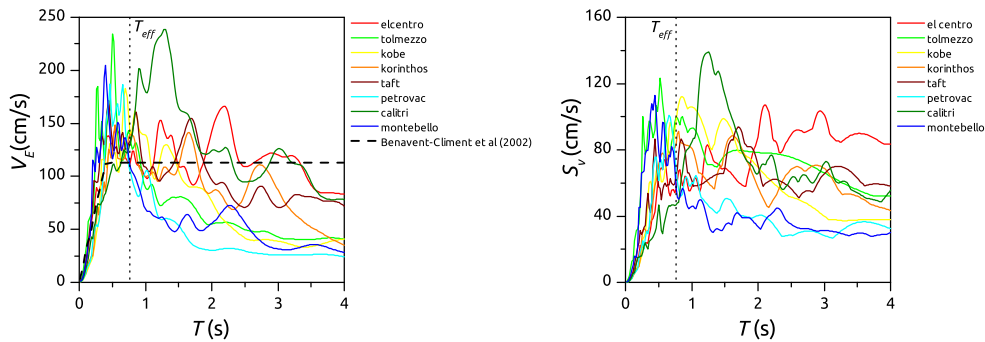 250
200
150
100
50
0
V_E(cm/s)
0 1 2 3 4
T (s)
T_eff
elcentro
tolmezzo
kobe
korinthos
taft
petrovac
calitri
montebello
Benavent-Climent et al (2002)
160
120
80
40
0
S_v(cm/s)
0 1 2 3 4
T (s)
T_eff
el centro
tolmezzo
kobe
korinthos
taft
petrovac
calitri
montebello